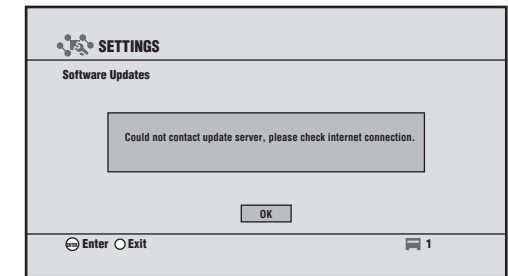 SETTINGS
Software Updates
Could not contact update server, please check internet connection.
OK
Enter Exit
1